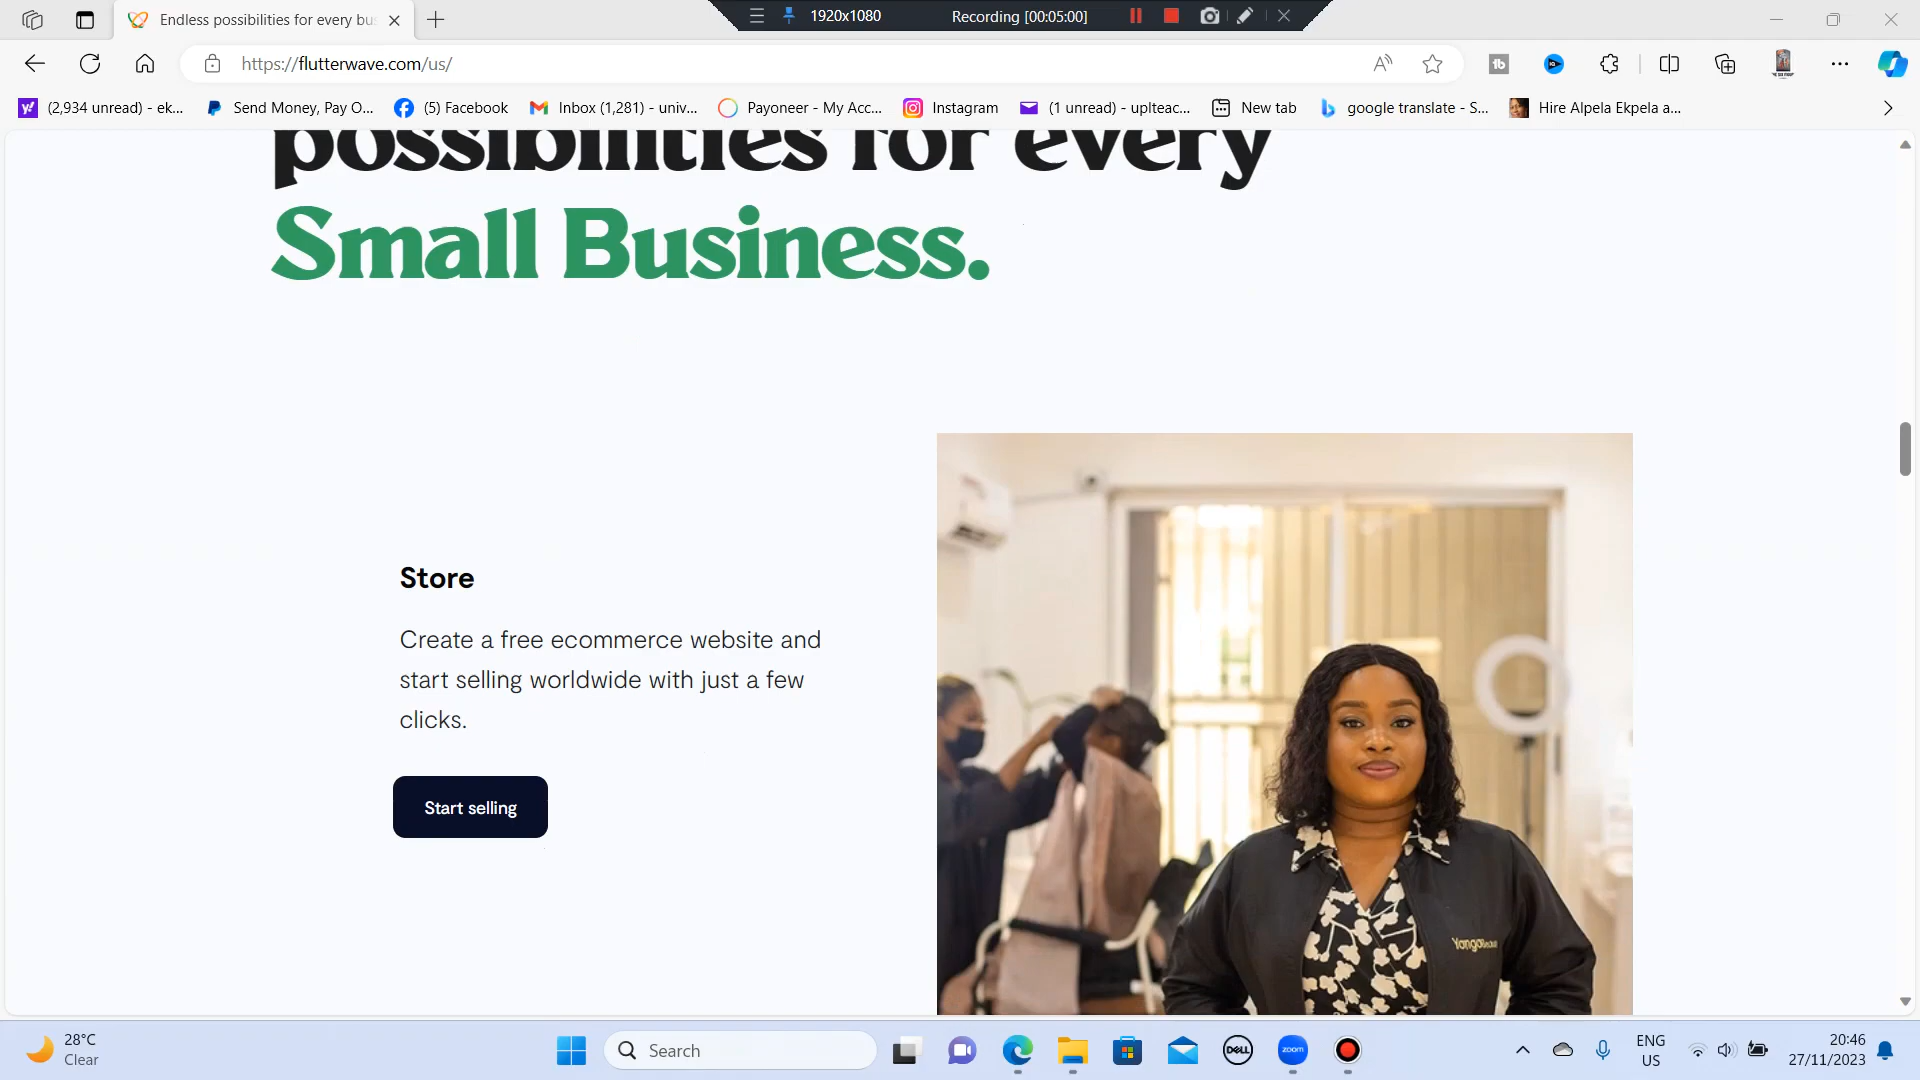 Endless possibilities for every bus
1920x1080
Recording [00:05:00]
https://flutterwave.com/us/
(2,934 unread) - ek...
Send Money, Pay O...
(5) Facebook
Inbox (1,281) - univ...
Payoneer - My Acc...
Instagram
(1 unread) - uplteac...
New tab
google translate - S...
Hire Alpela Ekpela a...
possibilities for every
Small Business.
Store
Create a free ecommerce website and
start selling worldwide with just a few
clicks.
Start selling
28°C
Clear
Search
DELL
zoom
ENG
US
20:46
27/11/2023